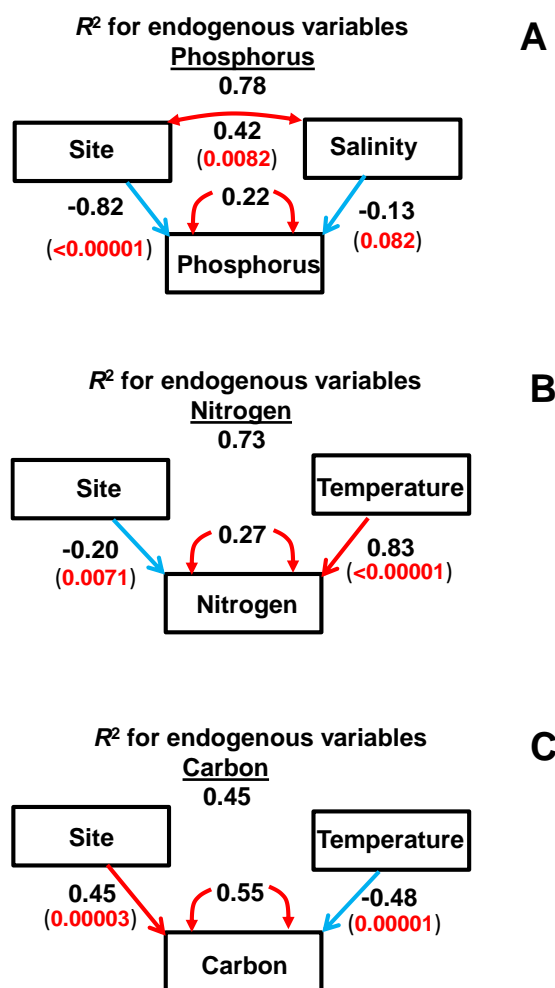 R² for endogenous variables
A
Phosphorus
0.78
Site
0.42
(0.0082)
Salinity
-0.82
(<0.00001)
0.22
-0.13
(0.082)
Phosphorus
R² for endogenous variables
B
Nitrogen
0.73
Site
Temperature
-0.20
(0.0071)
0.27
0.83
(<0.00001)
Nitrogen
R² for endogenous variables
C
Carbon
0.45
Site
Temperature
0.45
(0.00003)
0.55
-0.48
(0.00001)
Carbon